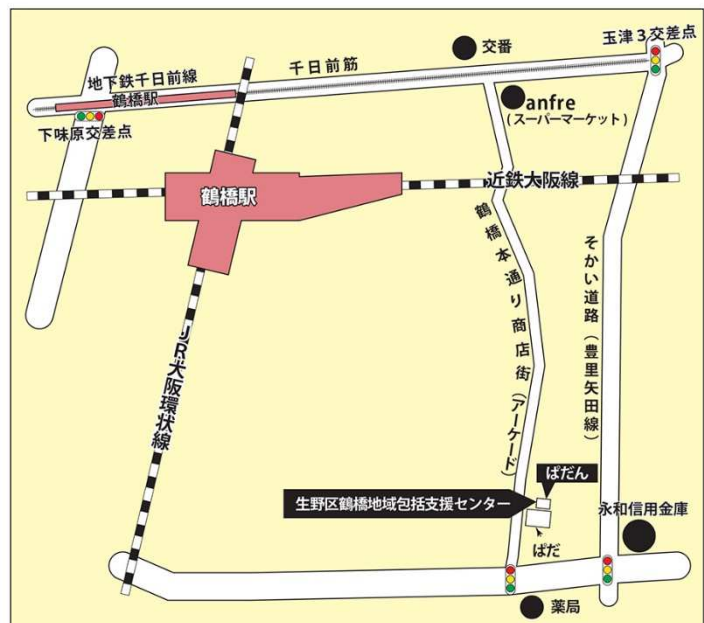 玉津３交差点
交番
千日前筋
地下鉄千日前線
鶴橋駅
anfre
(スーパーマーケット)
下味原交差点
近鉄大阪線
鶴橋駅
鶴橋本通り商店街(アーケード)
そかい道路(豊里矢田線)
JR大阪環状線
ぱだん
生野区鶴橋地域包括支援センター
永和信用金庫
ぱだ
薬局